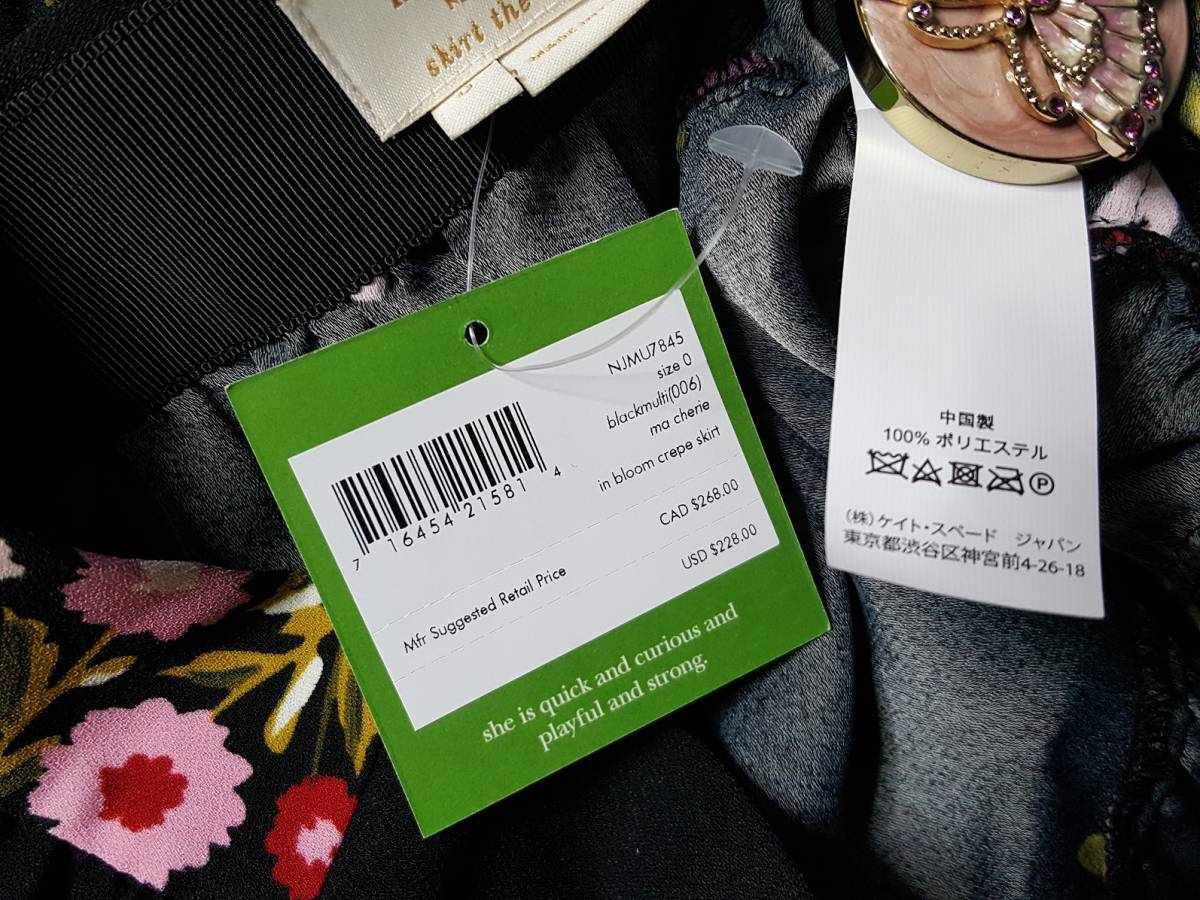 skirt the
NJMU7845
size 0
blackmulti(006)
ma cherie
in bloom crepe skirt
7 16454 21581 4
CAD $268.00
Mfr Suggested Retail Price
USD $228.00
she is quick and curious and
playful and strong.
中国製
100% ポリエステル
P
(株)ケイト・スペード ジャパン
東京都渋谷区神宮前4-26-18